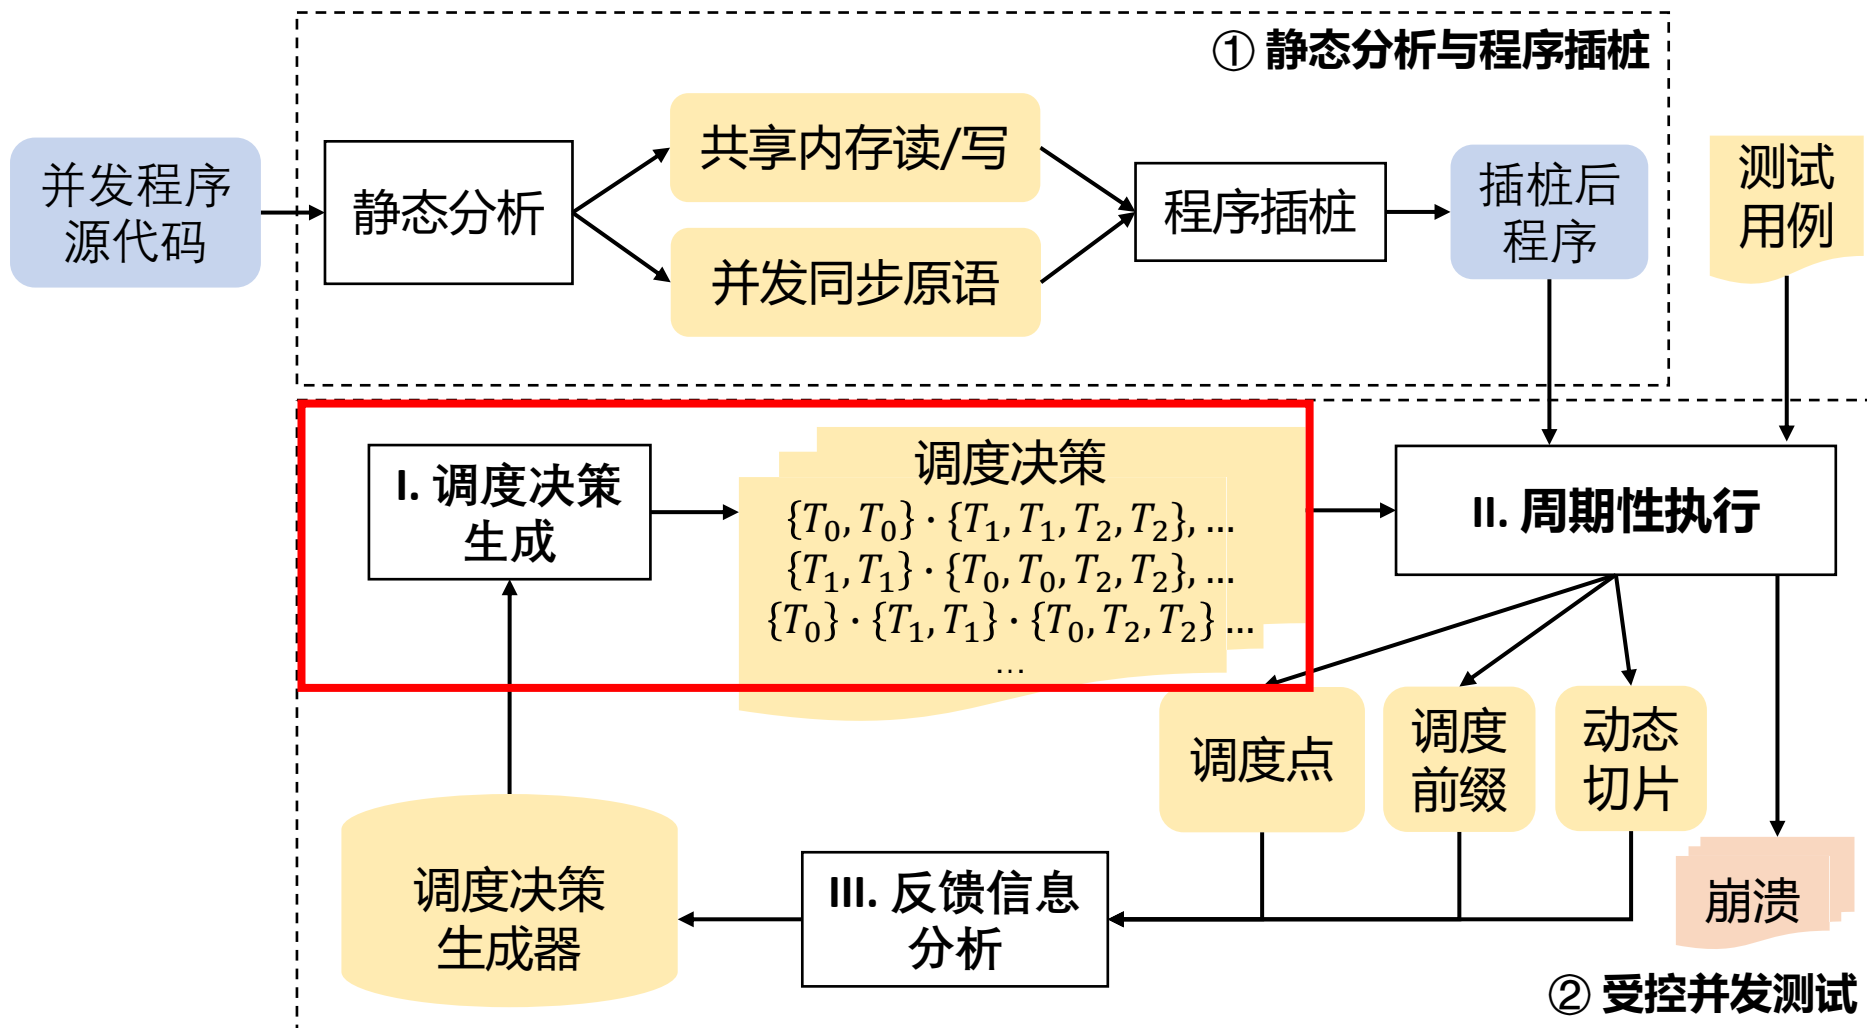 ① 静态分析与程序插桩
并发程序
源代码
静态分析
共享内存读/写
并发同步原语
程序插桩
插桩后
程序
测试
用例
I. 调度决策
生成
调度决策
{T₀, T₀} · {T₁, T₁, T₂, T₂}, ...
{T₁, T₁} · {T₀, T₀, T₂, T₂}, ...
{T₀} · {T₁, T₁} · {T₀, T₂, T₂} ...
...
II. 周期性执行
调度点
调度
前缀
动态
切片
崩溃
III. 反馈信息
分析
调度决策
生成器
② 受控并发测试